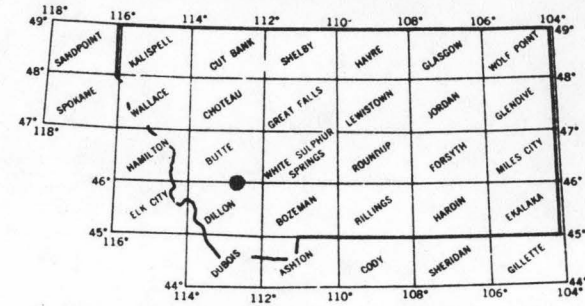 118° 116° 114° 112° 110° 108° 106° 104°
49° 49°
SANDPOINT KALISPELL CUT BANK SHELBY HAVRE GLASGOW WOLF POINT
48° 48°
SPOKANE WALLACE CHOTEAU GREAT FALLS LEWISTOWN JORDAN GLENDIVE
47° 47°
118°
HAMILTON BUTTE WHITE SULPHUR SPRINGS ROUNDUP FORSYTH MILES CITY
46° 46°
ELK CITY DILLON BOZEMAN BILLINGS HARDIN EKALAKA
45° 45°
116°
DUBOIS ASHTON CODY SHERIDAN GILLETTE
44° 44°
114° 112° 110° 108° 106° 104°